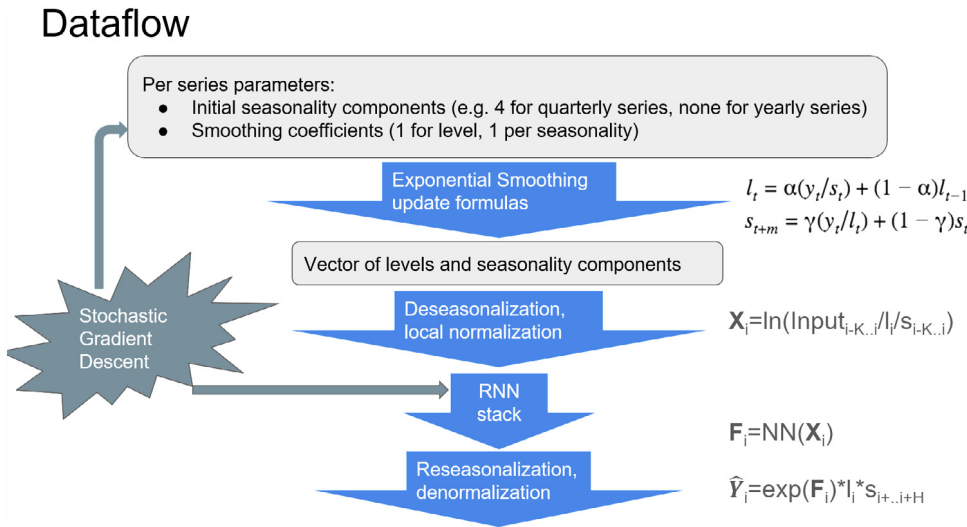 Dataflow
Per series parameters:
● Initial seasonality components (e.g. 4 for quarterly series, none for yearly series)
● Smoothing coefficients (1 for level, 1 per seasonality)
Exponential Smoothing
update formulas
lₜ = α(yₜ/sₜ) + (1 − α)lₜ₋₁
sₜ₊ₘ = γ(yₜ/lₜ) + (1 − γ)sₜ
Vector of levels and seasonality components
Stochastic
Gradient
Descent
Deseasonalization,
local normalization
Xᵢ=ln(Inputᵢ₋K..ᵢ/lᵢ/sᵢ₋K..ᵢ)
RNN
stack
Fᵢ=NN(Xᵢ)
Reseasonalization,
denormalization
Ŷᵢ=exp(Fᵢ)*lᵢ*sᵢ₊..ᵢ₊H